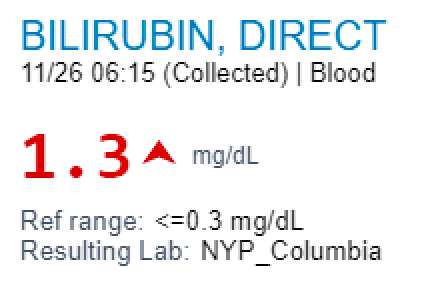 BILIRUBIN, DIRECT
11/26 06:15 (Collected) | Blood
1.3 mg/dL
Ref range: <=0.3 mg/dL
Resulting Lab: NYP_Columbia